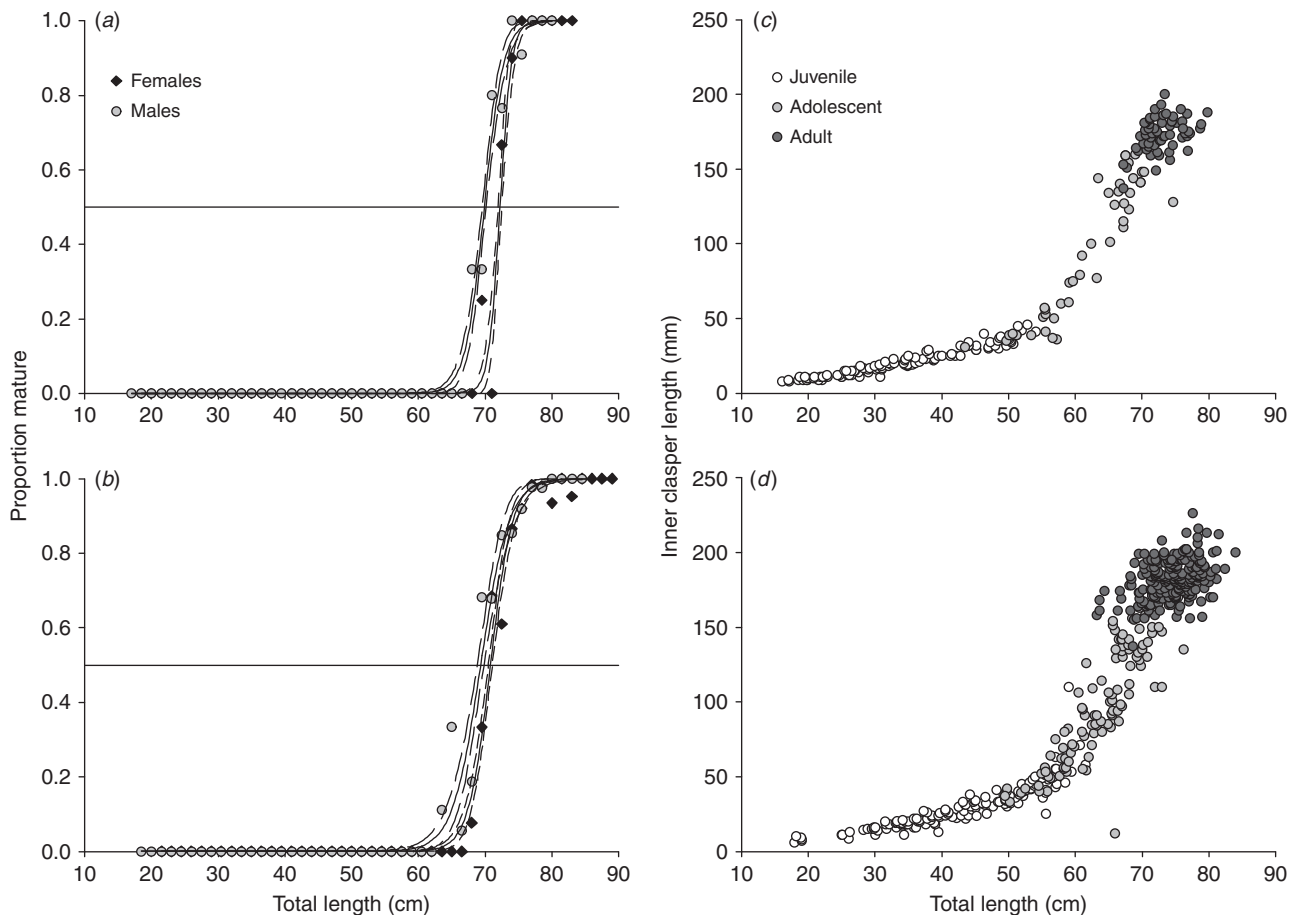 (a)
Females
Males
1.0
0.8
0.6
0.4
0.2
0.0
10 20 30 40 50 60 70 80 90
(b)
1.0
0.8
0.6
0.4
0.2
0.0
10 20 30 40 50 60 70 80 90
Proportion mature
Total length (cm)
(c)
Juvenile
Adolescent
Adult
250
200
150
100
50
0
10 20 30 40 50 60 70 80 90
(d)
250
200
150
100
50
0
10 20 30 40 50 60 70 80 90
Inner clasper length (mm)
Total length (cm)